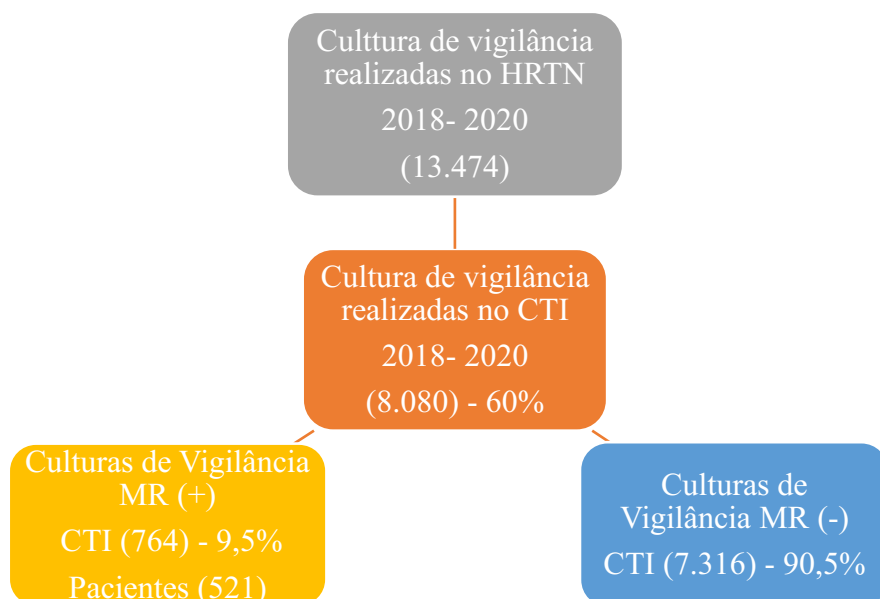 Culttura de vigilância
realizadas no HRTN
2018- 2020
(13.474)
Cultura de vigilância
realizadas no CTI
2018- 2020
(8.080) - 60%
Culturas de Vigilância
MR (+)
CTI (764) - 9,5%
Pacientes (521)
Culturas de
Vigilância MR (-)
CTI (7.316) - 90,5%